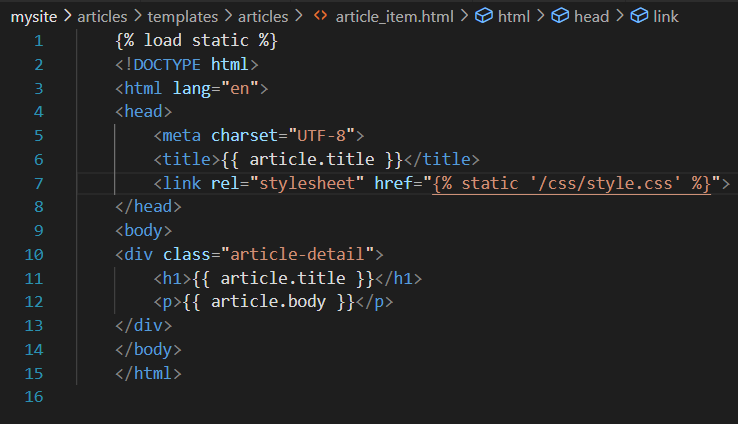 mysite > articles > templates > articles > <> article_item.html > html > head > link
1 {% load static %}
2 <!DOCTYPE html>
3 <html lang="en">
4 <head>
5     <meta charset="UTF-8">
6     <title>{{ article.title }}</title>
7     <link rel="stylesheet" href="{% static '/css/style.css' %}">
8 </head>
9 <body>
10 <div class="article-detail">
11     <h1>{{ article.title }}</h1>
12     <p>{{ article.body }}</p>
13 </div>
14 </body>
15 </html>
16